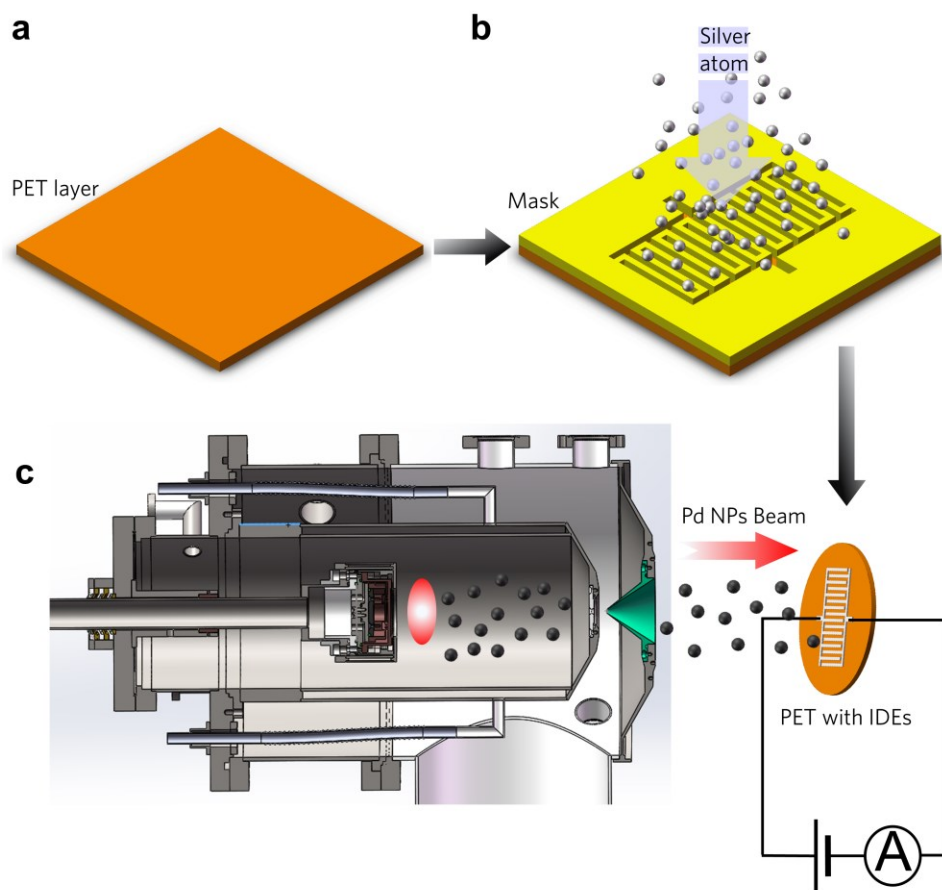 a
b
Silver
atom
PET layer
Mask
c
Pd NPs Beam
PET with IDEs
A